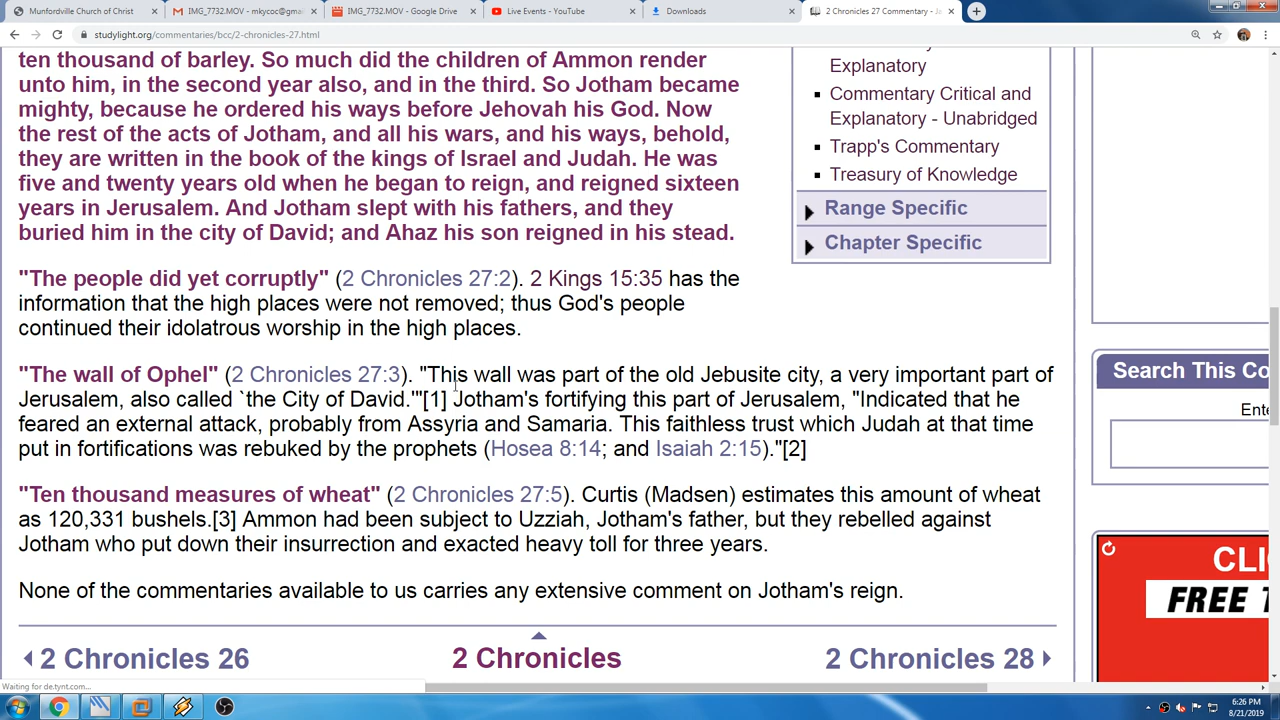 Munfordville Church of Christ
IMG_7732.MOV - mkycoc@gma
IMG_7732.MOV - Google Drive
Live Events - YouTube
Downloads
2 Chronicles 27 Commentary - Ja
studylight.org/commentaries/bcc/2-chronicles-27.html
ten thousand of barley. So much did the children of Ammon render
unto him, in the second year also, and in the third. So Jotham became
mighty, because he ordered his ways before Jehovah his God. Now
the rest of the acts of Jotham, and all his wars, and his ways, behold,
they are written in the book of the kings of Israel and Judah. He was
five and twenty years old when he began to reign, and reigned sixteen
years in Jerusalem. And Jotham slept with his fathers, and they
buried him in the city of David; and Ahaz his son reigned in his stead.
"The people did yet corruptly" (2 Chronicles 27:2). 2 Kings 15:35 has the
information that the high places were not removed; thus God's people
continued their idolatrous worship in the high places.
"The wall of Ophel" (2 Chronicles 27:3). "This wall was part of the old Jebusite city, a very important part of
Jerusalem, also called `the City of David.'"[1] Jotham's fortifying this part of Jerusalem, "Indicated that he
feared an external attack, probably from Assyria and Samaria. This faithless trust which Judah at that time
put in fortifications was rebuked by the prophets (Hosea 8:14; and Isaiah 2:15)."[2]
"Ten thousand measures of wheat" (2 Chronicles 27:5). Curtis (Madsen) estimates this amount of wheat
as 120,331 bushels.[3] Ammon had been subject to Uzziah, Jotham's father, but they rebelled against
Jotham who put down their insurrection and exacted heavy toll for three years.
None of the commentaries available to us carries any extensive comment on Jotham's reign.
2 Chronicles 26
2 Chronicles
2 Chronicles 28
Explanatory
Commentary Critical and
Explanatory - Unabridged
Trapp's Commentary
Treasury of Knowledge
Range Specific
Chapter Specific
Search This Co
Ente
CLI
FREE T
Waiting for de.tynt.com...
6:26 PM
8/21/2019